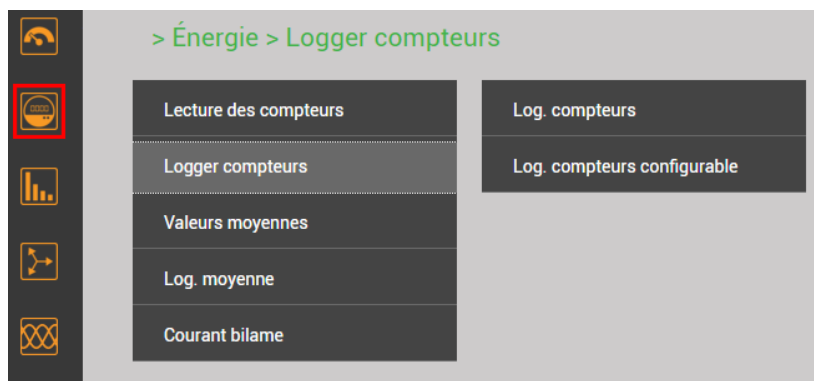 > Énergie > Logger compteurs
Lecture des compteurs
Logger compteurs
Valeurs moyennes
Log. moyenne
Courant bilame
Log. compteurs
Log. compteurs configurable